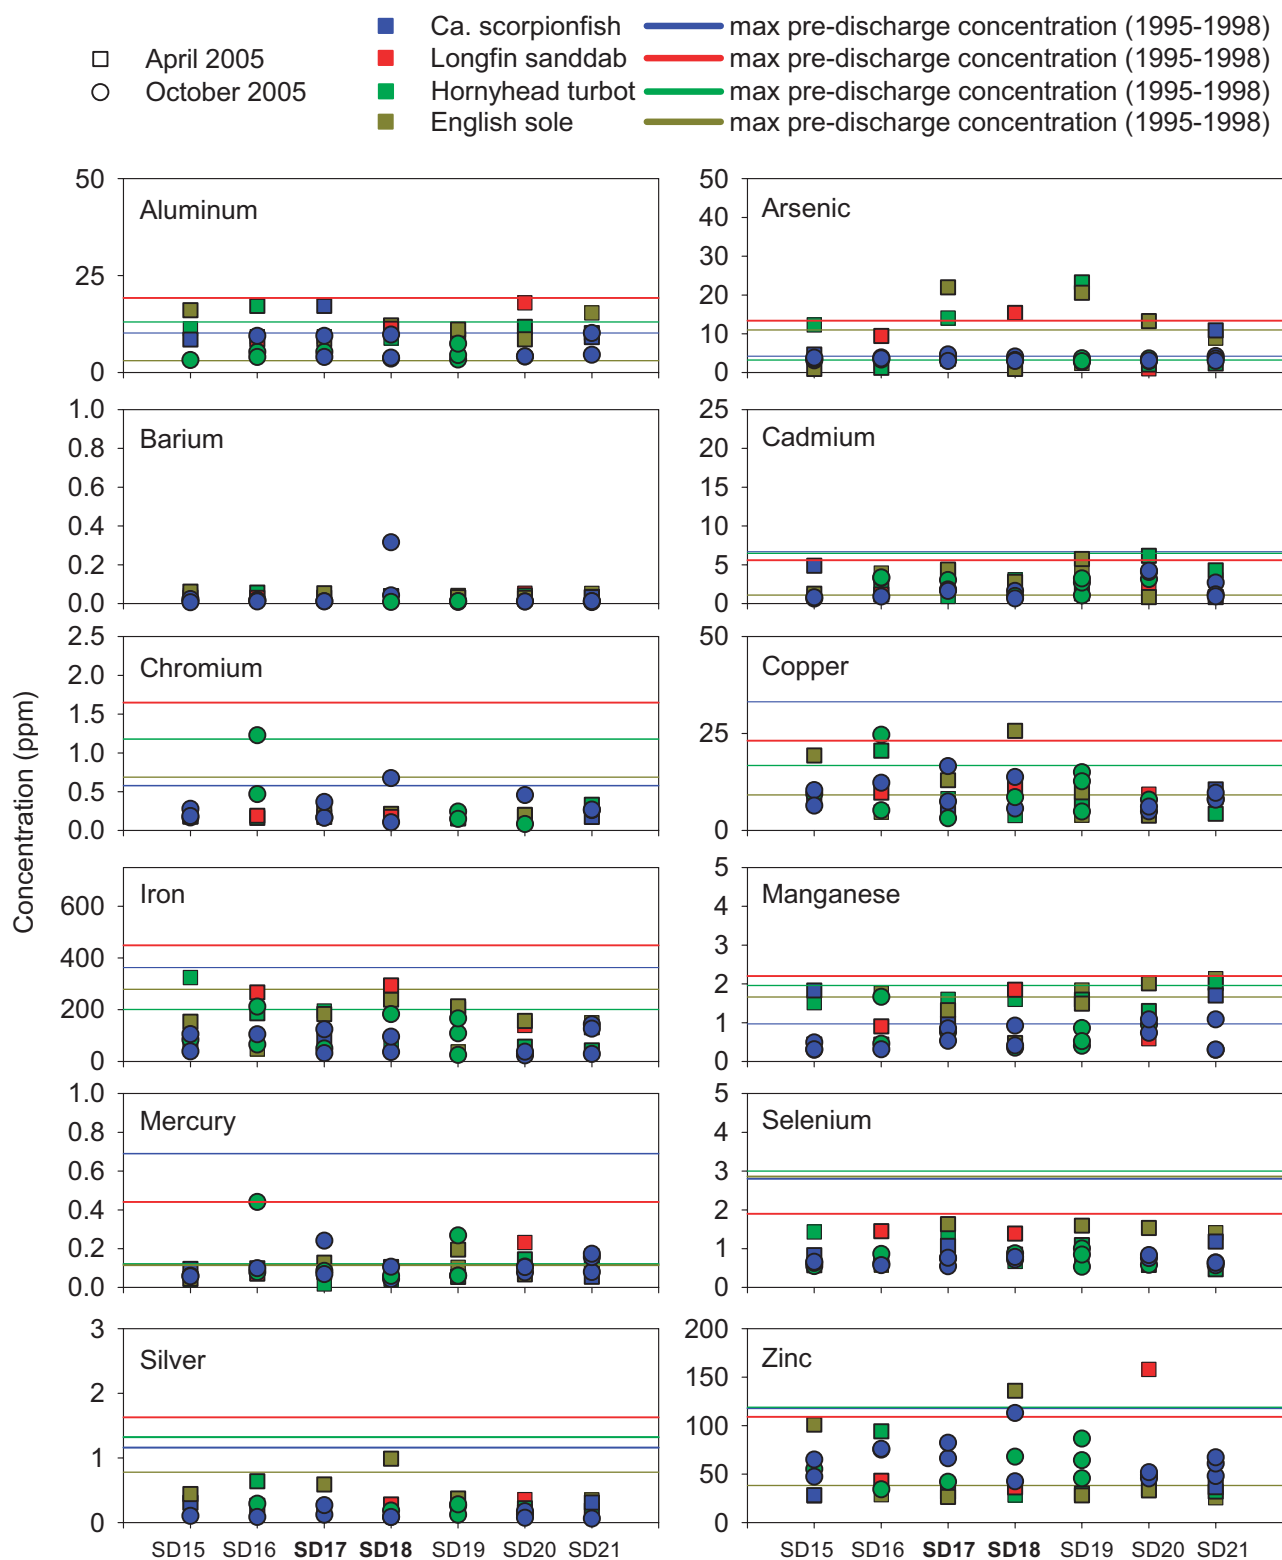 April 2005
October 2005
Ca. scorpionfish max pre-discharge concentration (1995-1998)
Longfin sanddab max pre-discharge concentration (1995-1998)
Hornyhead turbot max pre-discharge concentration (1995-1998)
English sole max pre-discharge concentration (1995-1998)
Concentration (ppm)
Aluminum
50
25
0
Arsenic
50
40
30
20
10
0
Barium
1.0
0.8
0.6
0.4
0.2
0.0
Cadmium
25
20
15
10
5
0
Chromium
2.5
2.0
1.5
1.0
0.5
0.0
Copper
50
25
0
Iron
600
400
200
0
Manganese
5
4
3
2
1
0
Mercury
1.0
0.8
0.6
0.4
0.2
0.0
Selenium
5
4
3
2
1
0
Silver
3
2
1
0
Zinc
200
150
100
50
0
SD15 SD16 SD17 SD18 SD19 SD20 SD21
SD15 SD16 SD17 SD18 SD19 SD20 SD21